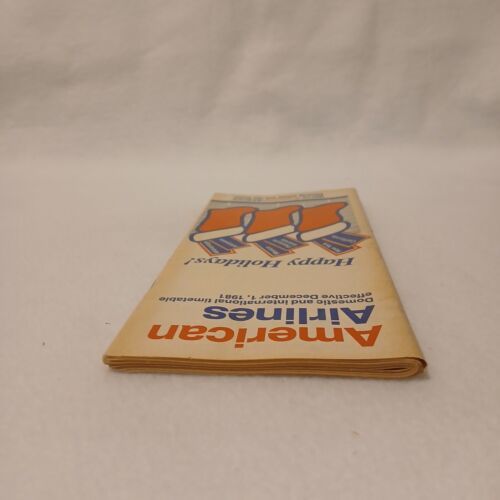 American
Airlines
Domestic and international timetable
effective December 1, 1981
Happy Holidays!